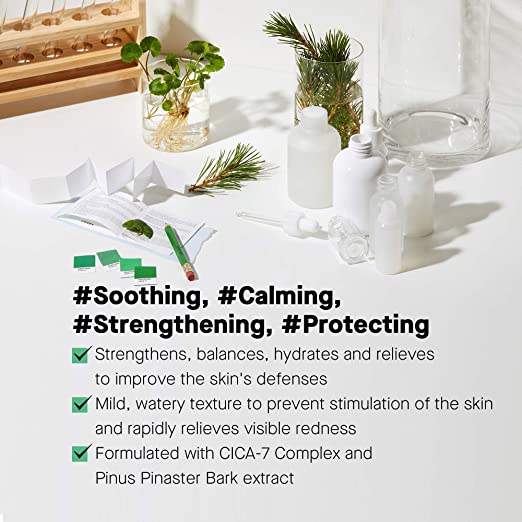 #Soothing, #Calming,
#Strengthening, #Protecting
Strengthens, balances, hydrates and relieves
to improve the skin's defenses
Mild, watery texture to prevent stimulation of the skin
and rapidly relieves visible redness
Formulated with CICA-7 Complex and
Pinus Pinaster Bark extract